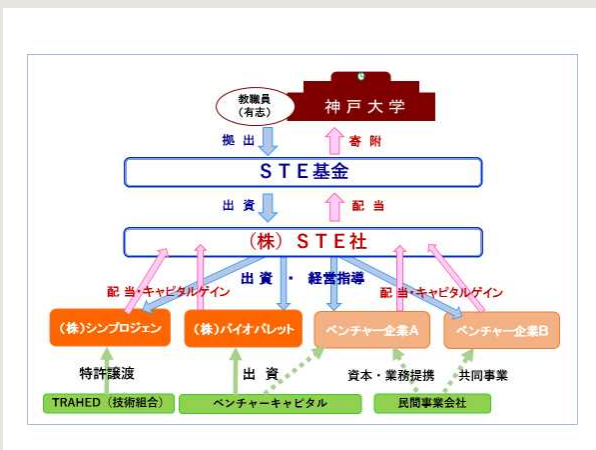 教職員
(有志)
神戸大学
拠 出
寄 附
STE基金
出 資
配 当
(株) STE社
出 資 ・ 経営指導
配 当・キャピタルゲイン
配 当・キャピタルゲイン
(株)シンプロジェン
(株)バイオパレット
ベンチャー企業A
ベンチャー企業B
特許譲渡
出 資
資本・業務提携
共同事業
TRAHED(技術組合)
ベンチャーキャピタル
民間事業会社